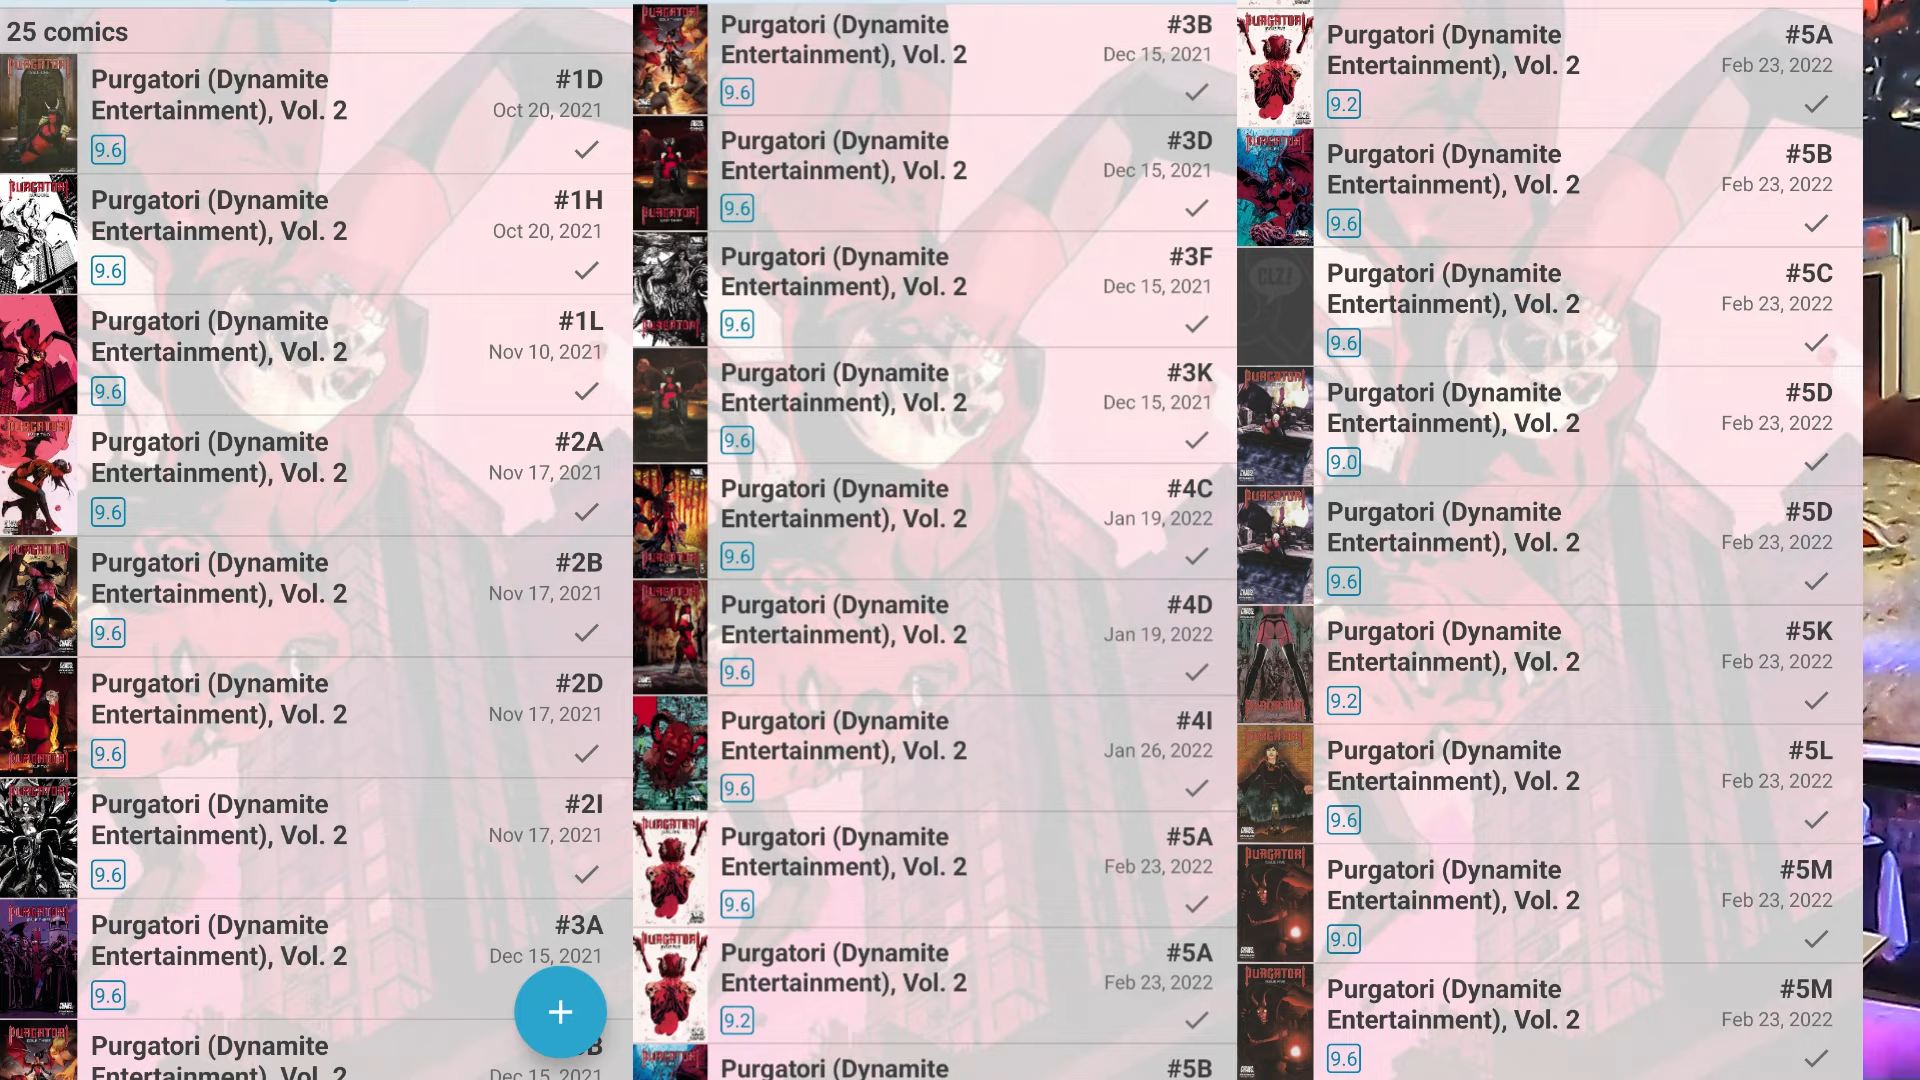 25 comics
Purgatori (Dynamite
Entertainment), Vol. 2
#1D
Oct 20, 2021
9.6
Purgatori (Dynamite
Entertainment), Vol. 2
#1H
Oct 20, 2021
9.6
Purgatori (Dynamite
Entertainment), Vol. 2
#1L
Nov 10, 2021
9.6
Purgatori (Dynamite
Entertainment), Vol. 2
#2A
Nov 17, 2021
9.6
Purgatori (Dynamite
Entertainment), Vol. 2
#2B
Nov 17, 2021
9.6
Purgatori (Dynamite
Entertainment), Vol. 2
#2D
Nov 17, 2021
9.6
Purgatori (Dynamite
Entertainment), Vol. 2
#2I
Nov 17, 2021
9.6
Purgatori (Dynamite
Entertainment), Vol. 2
#3A
Dec 15, 2021
9.6
Purgatori (Dynamite
Entertainment), Vol. 2
B
Dec 15, 2021
Purgatori (Dynamite
Entertainment), Vol. 2
#3B
Dec 15, 2021
9.6
Purgatori (Dynamite
Entertainment), Vol. 2
#3D
Dec 15, 2021
9.6
Purgatori (Dynamite
Entertainment), Vol. 2
#3F
Dec 15, 2021
9.6
Purgatori (Dynamite
Entertainment), Vol. 2
#3K
Dec 15, 2021
9.6
Purgatori (Dynamite
Entertainment), Vol. 2
#4C
Jan 19, 2022
9.6
Purgatori (Dynamite
Entertainment), Vol. 2
#4D
Jan 19, 2022
9.6
Purgatori (Dynamite
Entertainment), Vol. 2
#4I
Jan 26, 2022
9.6
Purgatori (Dynamite
Entertainment), Vol. 2
#5A
Feb 23, 2022
9.6
Purgatori (Dynamite
Entertainment), Vol. 2
#5A
Feb 23, 2022
9.2
Purgatori (Dynamite
#5B
Purgatori (Dynamite
Entertainment), Vol. 2
#5A
Feb 23, 2022
9.2
Purgatori (Dynamite
Entertainment), Vol. 2
#5B
Feb 23, 2022
9.6
CLZ!
Purgatori (Dynamite
Entertainment), Vol. 2
#5C
Feb 23, 2022
9.6
Purgatori (Dynamite
Entertainment), Vol. 2
#5D
Feb 23, 2022
9.0
Purgatori (Dynamite
Entertainment), Vol. 2
#5D
Feb 23, 2022
9.6
Purgatori (Dynamite
Entertainment), Vol. 2
#5K
Feb 23, 2022
9.2
Purgatori (Dynamite
Entertainment), Vol. 2
#5L
Feb 23, 2022
9.6
Purgatori (Dynamite
Entertainment), Vol. 2
#5M
Feb 23, 2022
9.0
Purgatori (Dynamite
Entertainment), Vol. 2
#5M
Feb 23, 2022
9.6